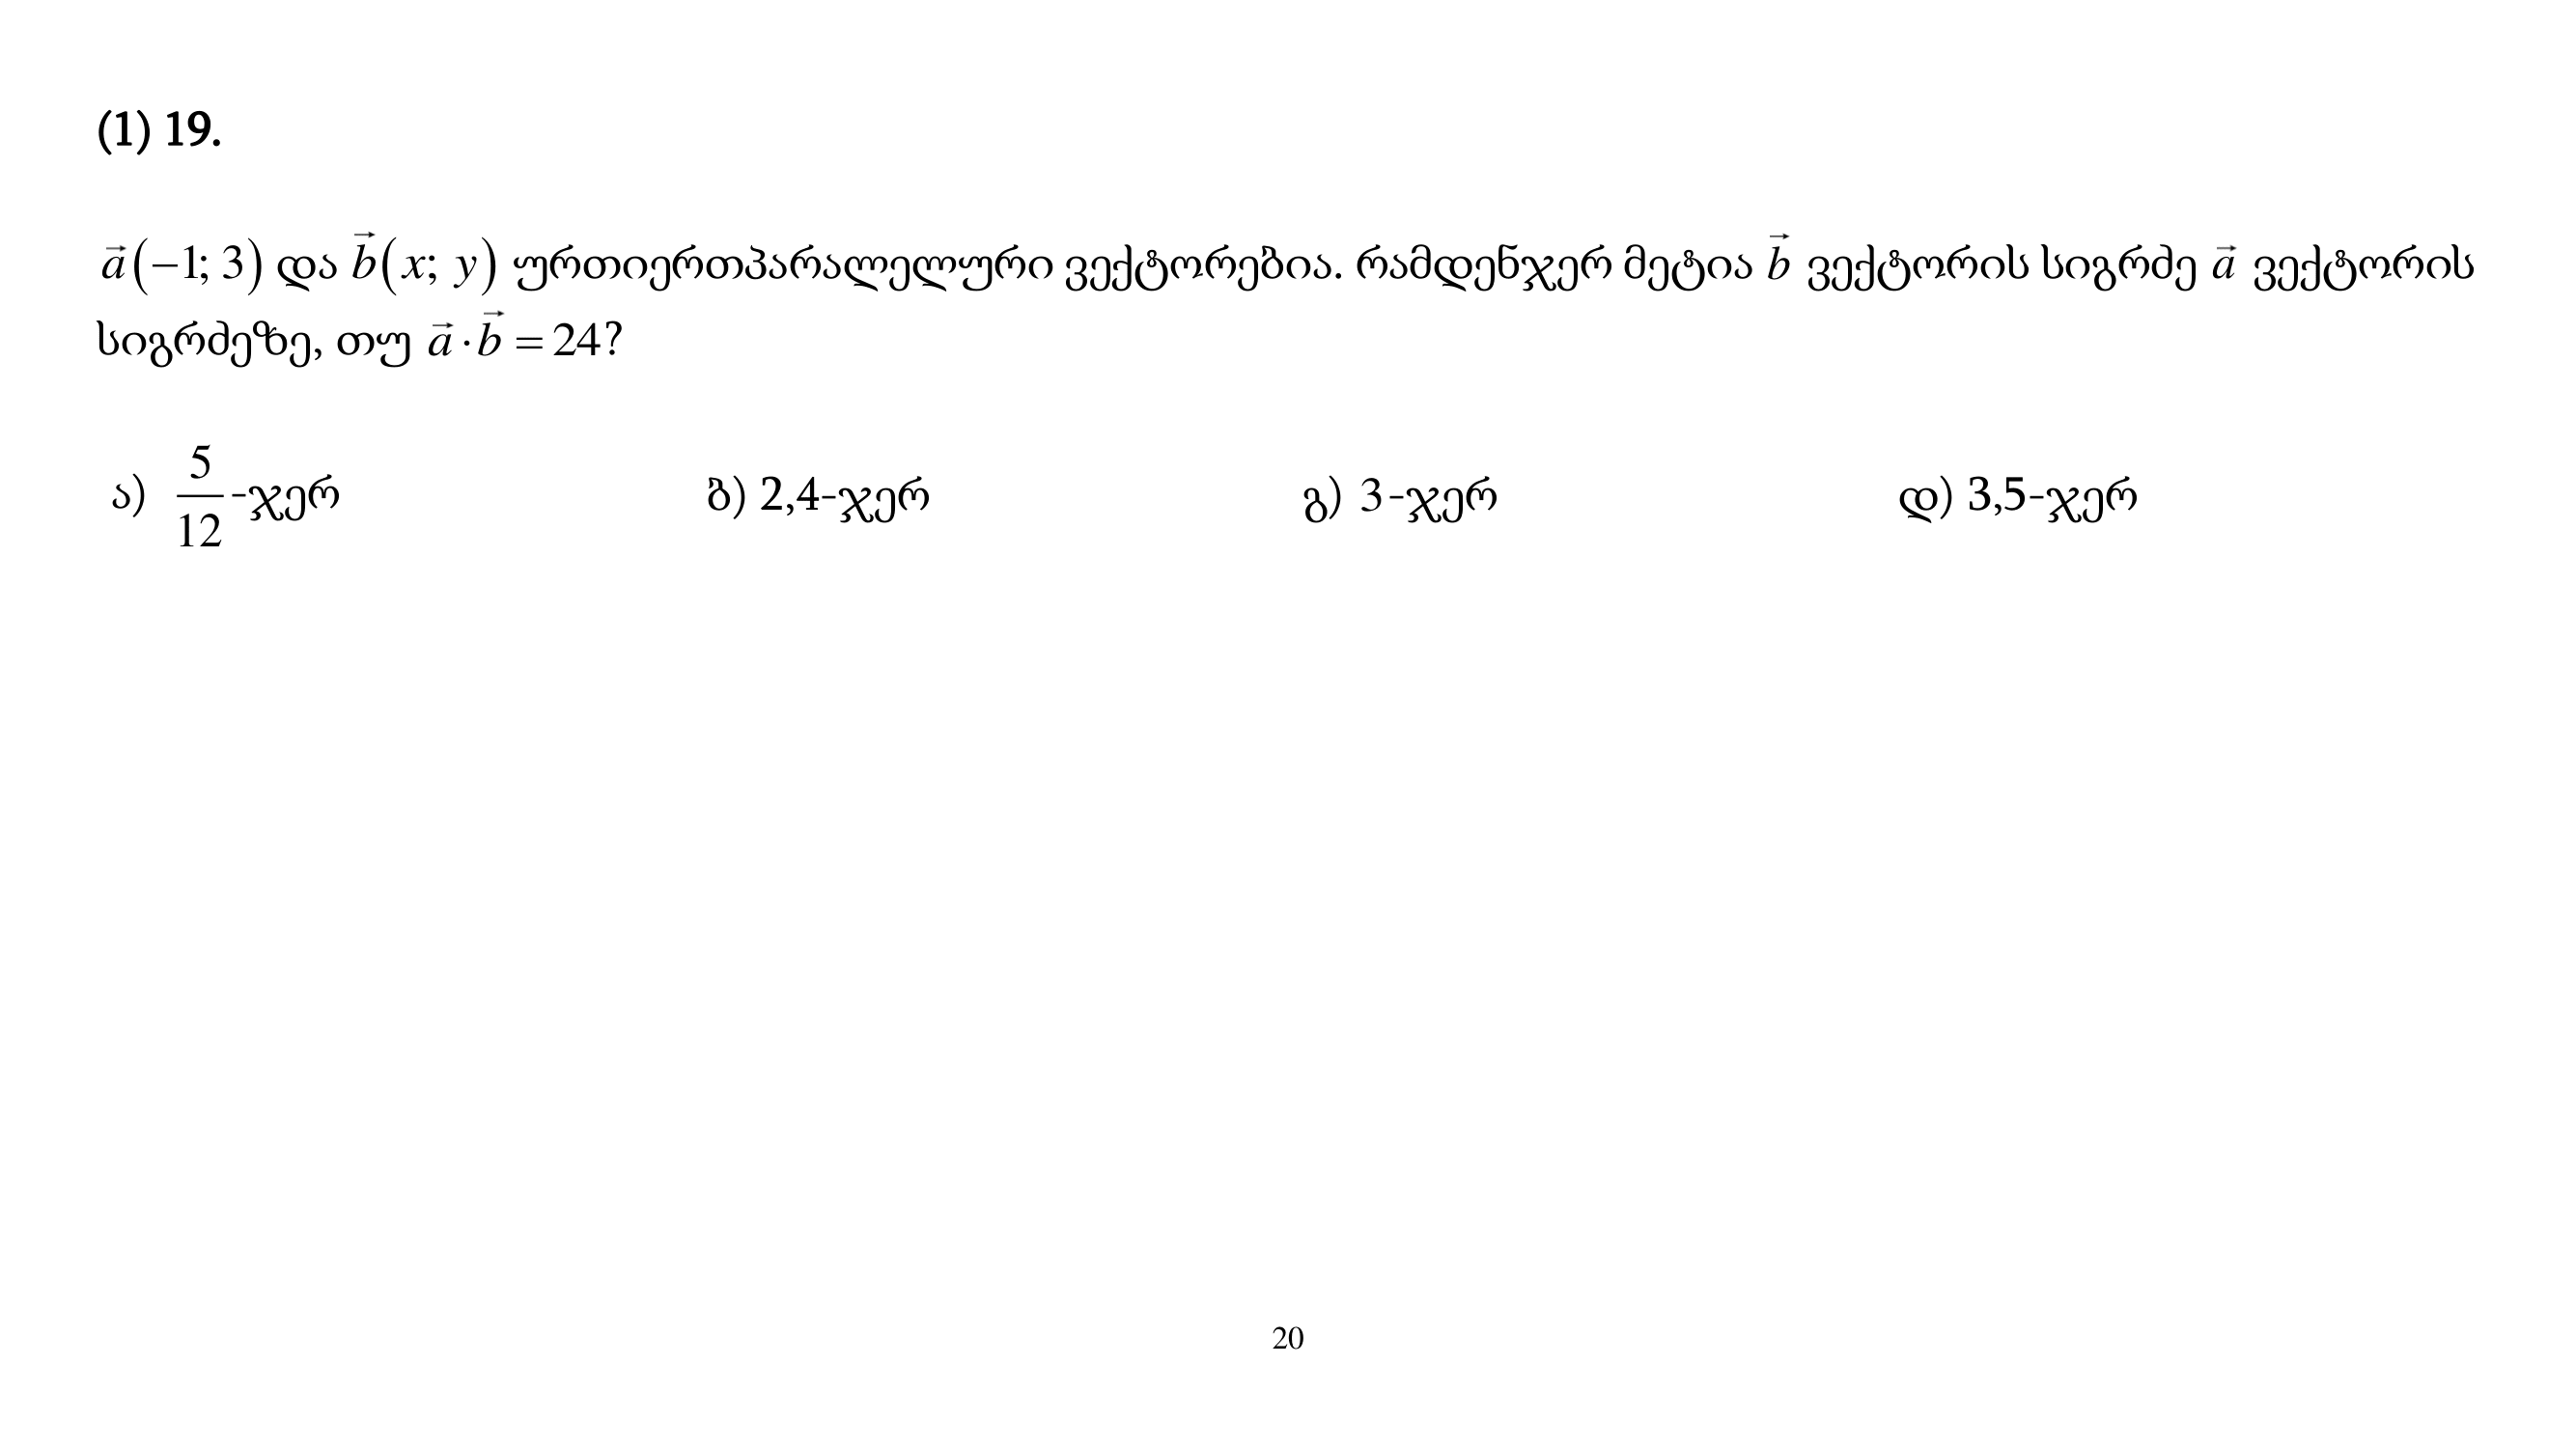 (1) 19.
$\vec{a}(-1; 3)$ და $\vec{b}(x; y)$ ურთიერთპარალელური ვექტორებია. რამდენჯერ მეტია $\vec{b}$ ვექტორის სიგრძე $\vec{a}$ ვექტორის
სიგრძეზე, თუ $\vec{a} \cdot \vec{b} = 24$?
ა) $\frac{5}{12}$-ჯერ ბ) 2,4-ჯერ გ) 3-ჯერ დ) 3,5-ჯერ
20